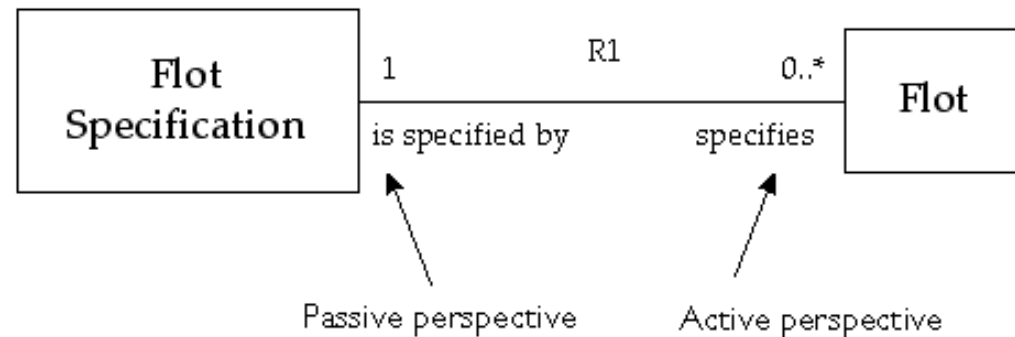 Flot
Specification
1
R1
0..*
Flot
is specified by
specifies
Passive perspective
Active perspective